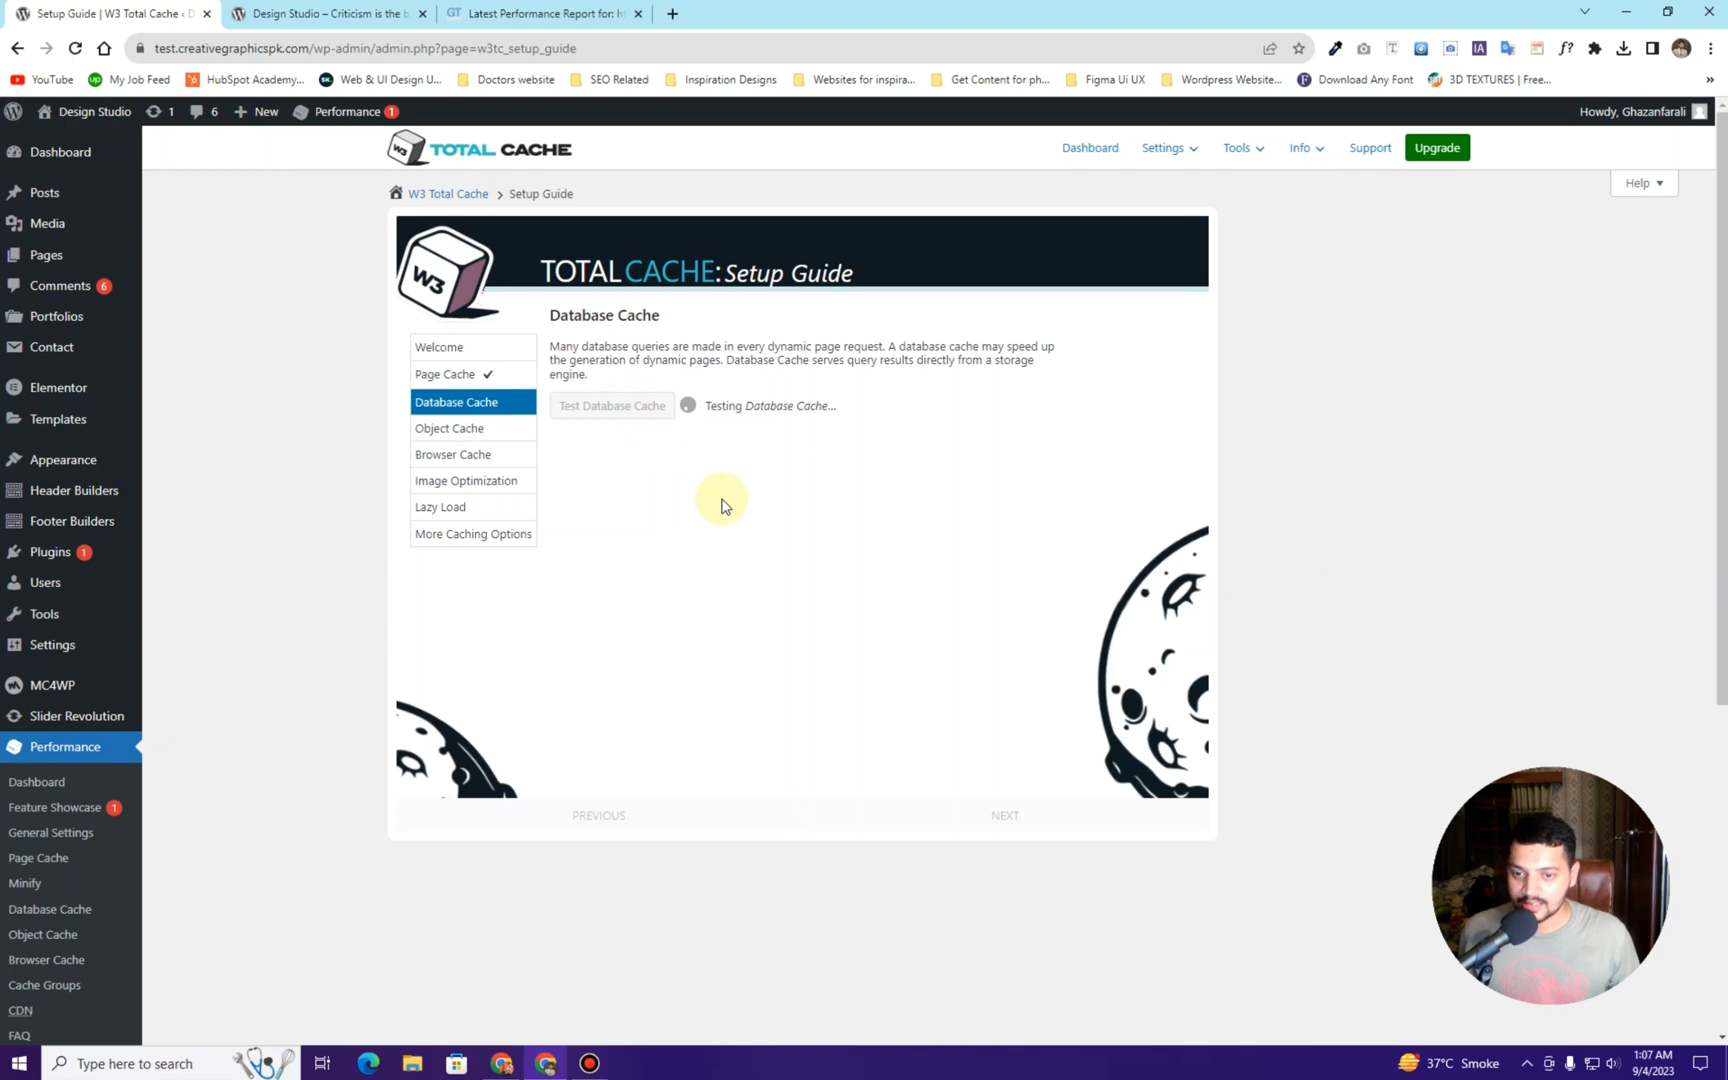 Setup Guide | W3 Total Cache ‹ D
Design Studio – Criticism is the b
GT
Latest Performance Report for: h
test.creativegraphicspk.com/wp-admin/admin.php?page=w3tc_setup_guide
YouTube
My Job Feed
HubSpot Academy...
Web & UI Design U...
Doctors website
SEO Related
Inspiration Designs
Websites for inspira...
Get Content for ph...
Figma Ui UX
Wordpress Website...
Download Any Font
3D TEXTURES | Free...
Design Studio
1
6
New
Performance 1
Howdy, Ghazanfarali
W3 TOTAL CACHE
Dashboard
Settings
Tools
Info
Support
Upgrade
Help
W3 Total Cache > Setup Guide
W3
TOTAL CACHE: Setup Guide
Welcome
Page Cache ✓
Database Cache
Object Cache
Browser Cache
Image Optimization
Lazy Load
More Caching Options
Database Cache
Many database queries are made in every dynamic page request. A database cache may speed up
the generation of dynamic pages. Database Cache serves query results directly from a storage
engine.
Test Database Cache
Testing Database Cache...
PREVIOUS
NEXT
Dashboard
Posts
Media
Pages
Comments 6
Portfolios
Contact
Elementor
Templates
Appearance
Header Builders
Footer Builders
Plugins 1
Users
Tools
Settings
MC4WP
Slider Revolution
Performance
Dashboard
Feature Showcase 1
General Settings
Page Cache
Minify
Database Cache
Object Cache
Browser Cache
Cache Groups
CDN
FAQ
Type here to search
37°C Smoke
1:07 AM
9/4/2023